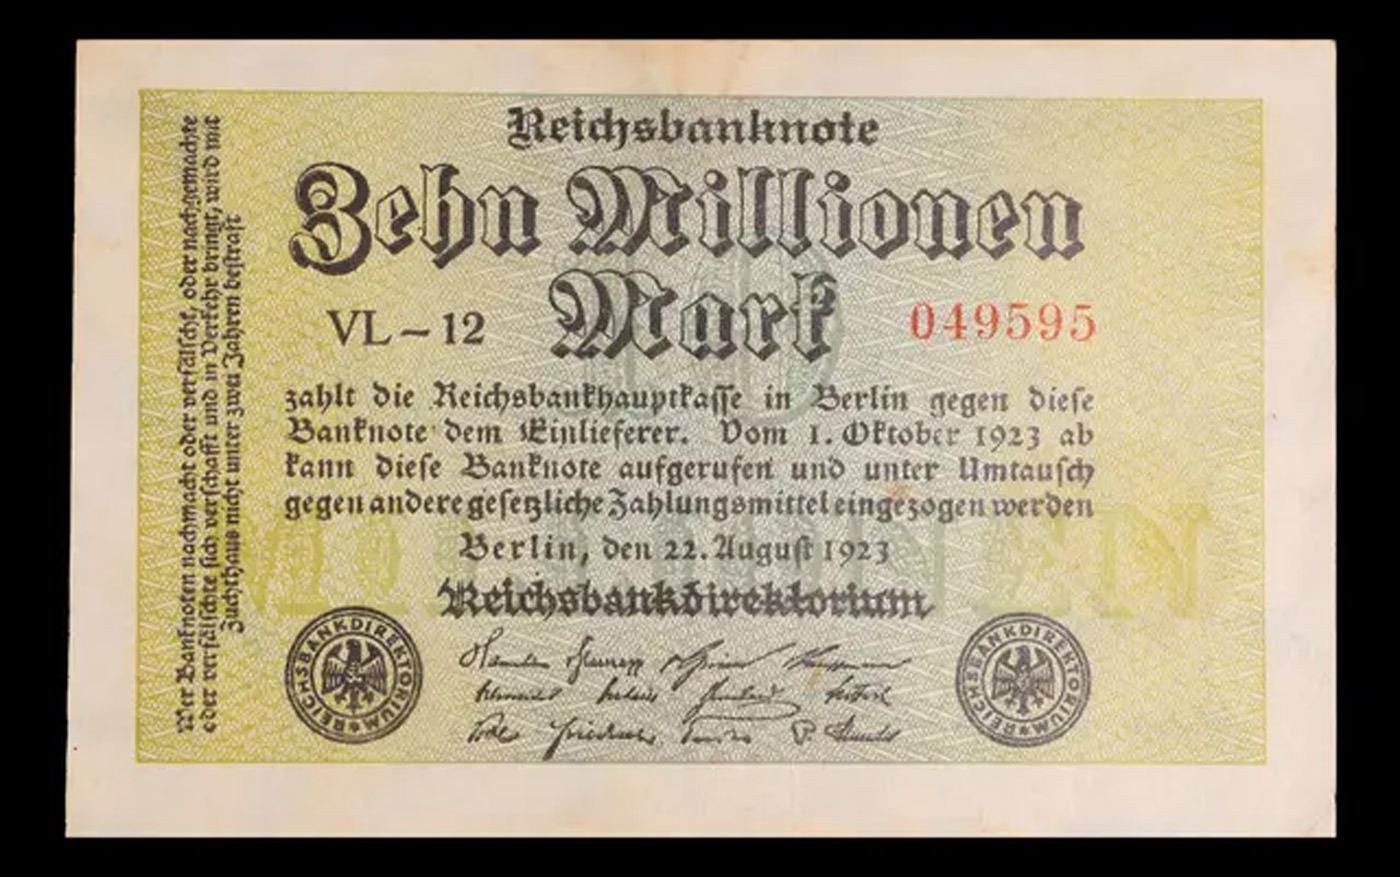 Reichsbanknote
Zehn Millionen
Mark
VL-12
049595
zahlt die Reichsbankhauptkasse in Berlin gegen diese
Banknote dem Einlieferer. Vom 1. Oktober 1923 ab
kann diese Banknote aufgerufen und unter Umtausch
gegen andere gesetzliche Zahlungsmittel eingezogen werden
Berlin, den 22. August 1923
Reichsbankdirektorium
REICHSBANKDIREKTORIUM
REICHSBANKDIREKTORIUM
Wer Banknoten nachmacht oder verfälscht, oder nachgemachte
oder verfälschte sich verschafft und in Verkehr bringt, wird mit
Zuchthaus nicht unter zwei Jahren bestraft